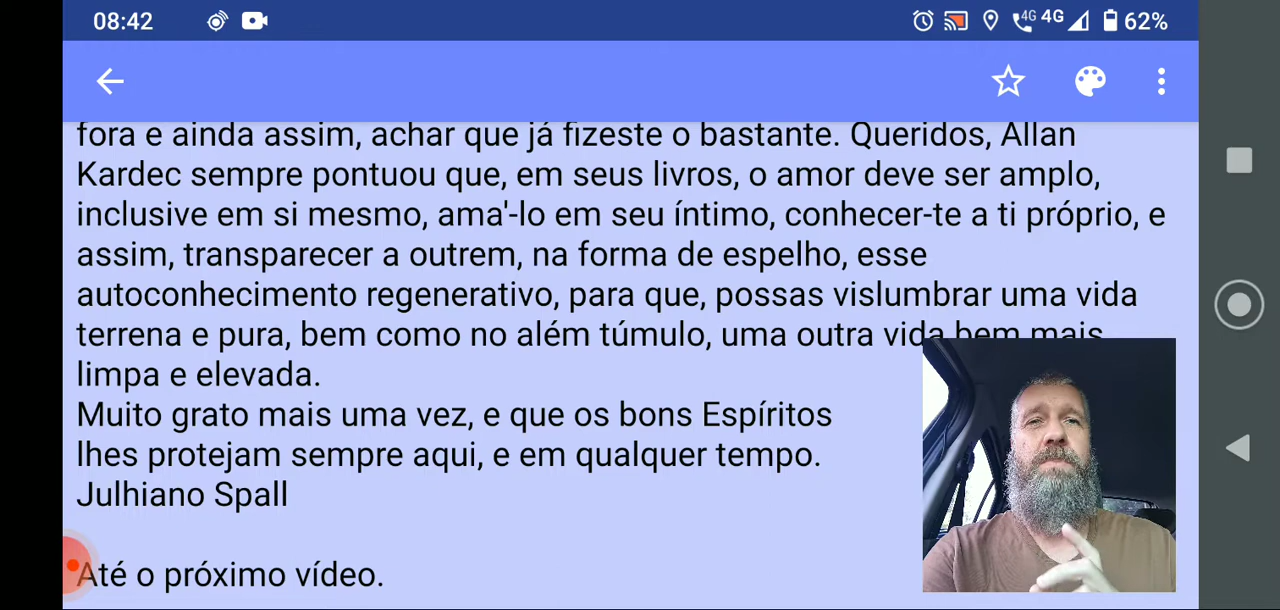 08:42
4G 4G 62%
fora e ainda assim, achar que já fizeste o bastante. Queridos, Allan
Kardec sempre pontuou que, em seus livros, o amor deve ser amplo,
inclusive em si mesmo, ama'-lo em seu íntimo, conhecer-te a ti próprio, e
assim, transparecer a outrem, na forma de espelho, esse
autoconhecimento regenerativo, para que, possas vislumbrar uma vida
terrena e pura, bem como no além túmulo, uma outra vida bem mais
limpa e elevada.
Muito grato mais uma vez, e que os bons Espíritos
lhes protejam sempre aqui, e em qualquer tempo.
Julhiano Spall
Até o próximo vídeo.